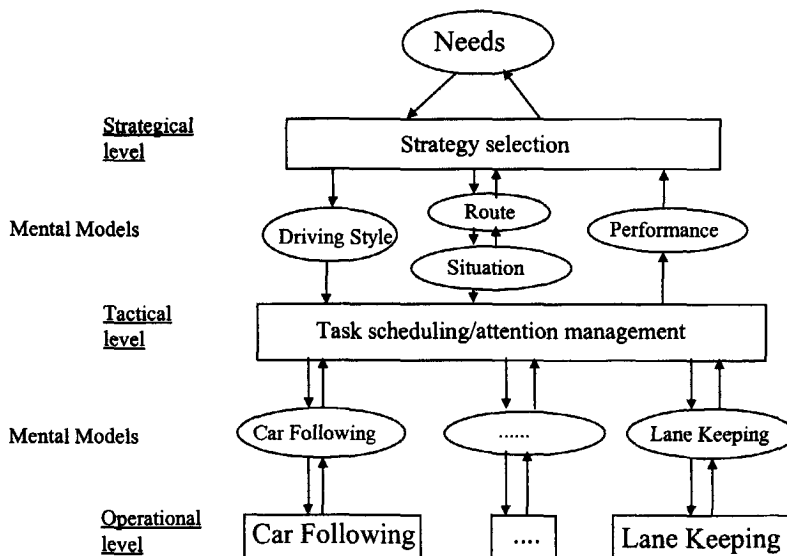 Needs
Strategical
level
Strategy selection
Mental Models
Driving Style
Route
Situation
Performance
Tactical
level
Task scheduling/attention management
Mental Models
Car Following
......
Lane Keeping
Operational
level
Car Following
....
Lane Keeping